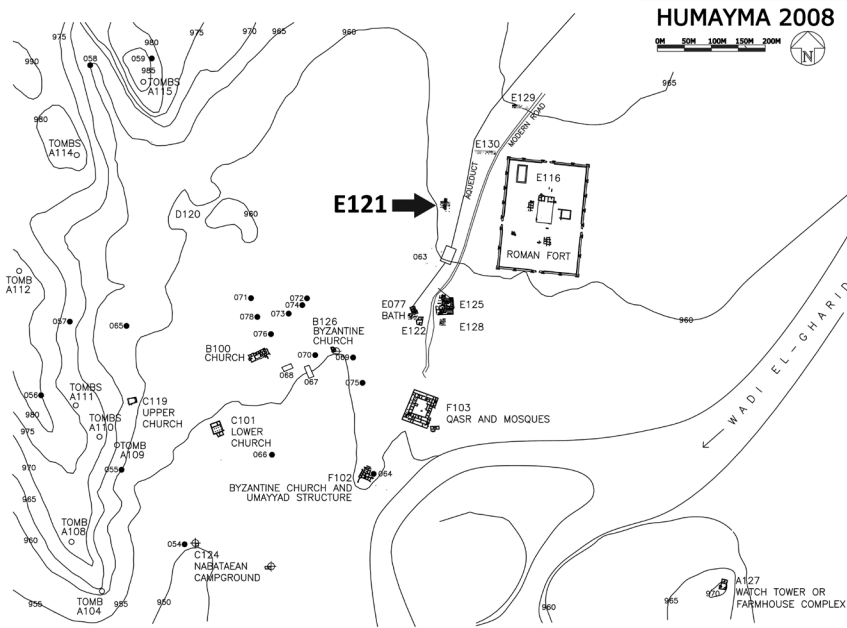 HUMAYMA 2008
0M 50M 100M 150M 200M
N
975
058
059
980
975
970
965
960
985
TOMBS
A115
990
980
TOMBS
A114
965
E129
E130
MODERN ROAD
AQUEDUCT
E116
ROMAN FORT
E121
D120
960
063
TOMB
A112
071
072
074
073
078
076
057
065
E077
BATH
E125
E122
E128
960
B126
BYZANTINE
CHURCH
B100
CHURCH
070
069
068
067
075
WADI EL-GHARID
056
TOMBS
A111
980
975
TOMBS
A110
C119
UPPER
CHURCH
C101
LOWER
CHURCH
F103
QASR AND MOSQUES
TOMB
A109
970
055
066
F102
064
BYZANTINE CHURCH AND
UMAYYAD STRUCTURE
965
TOMB
A108
960
054
C124
NABATAEAN
CAMPGROUND
A127
WATCH TOWER OR
FARMHOUSE COMPLEX
TOMB
A104
955
955
950
960
965
970